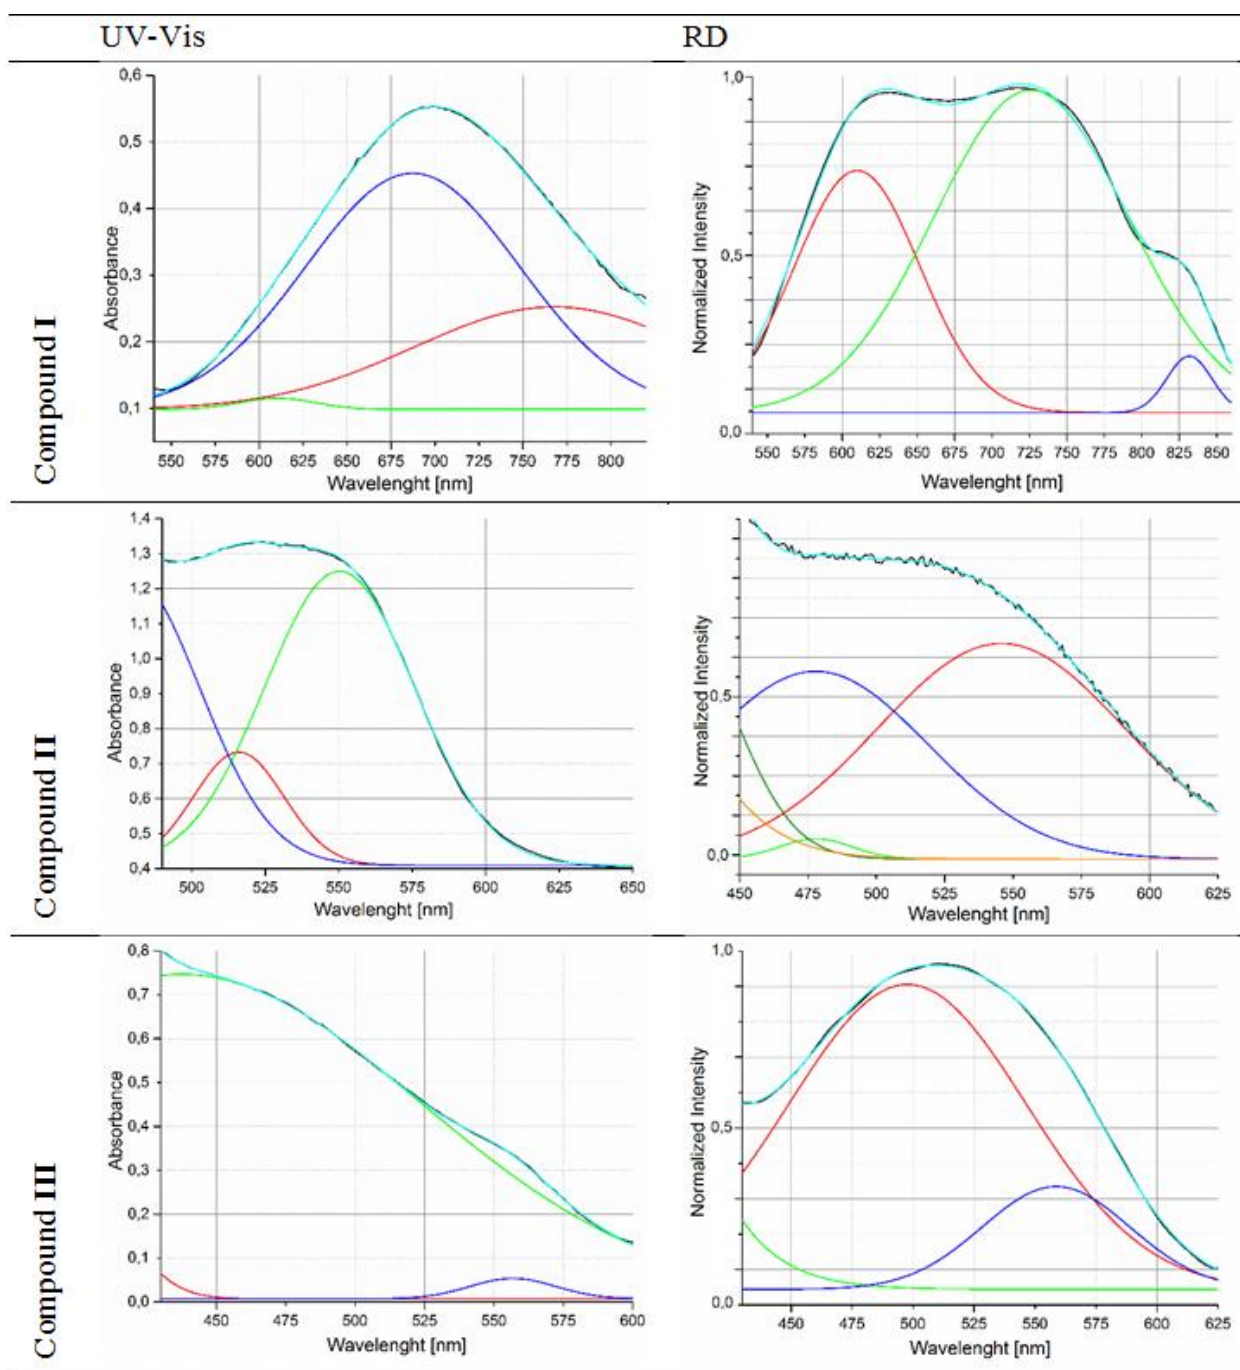 UV-Vis RD
Compound I
0,6
0,5
0,4
0,3
0,2
0,1
Absorbance
550 575 600 625 650 675 700 725 750 775 800
Wavelenght [nm]
1,0
0,5
0,0
Normalized Intensity
550 575 600 625 650 675 700 725 750 775 800 825 850
Wavelenght [nm]
Compound II
1,4
1,3
1,2
1,1
1,0
0,9
0,8
0,7
0,6
0,5
0,4
Absorbance
500 525 550 575 600 625 650
Wavelenght [nm]
0,5
0,0
Normalized Intensity
450 475 500 525 550 575 600 625
Wavelenght [nm]
Compound III
0,8
0,7
0,6
0,5
0,4
0,3
0,2
0,1
0,0
Absorbance
450 475 500 525 550 575 600
Wavelenght [nm]
1,0
0,5
0,0
Normalized Intensity
450 475 500 525 550 575 600 625
Wavelenght [nm]